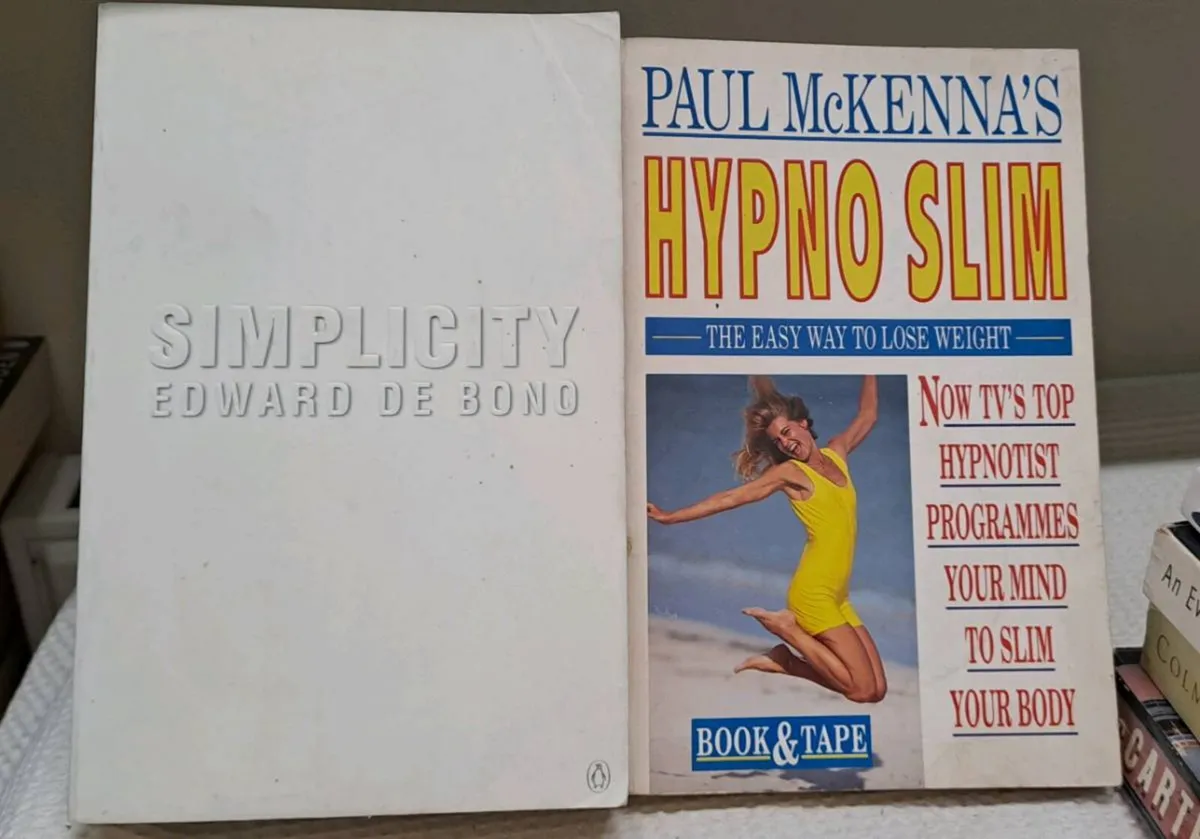 SIMPLICITY
EDWARD DE BONO
PAUL McKENNA'S
HYPNO SLIM
THE EASY WAY TO LOSE WEIGHT
NOW TV'S TOP
HYPNOTIST
PROGRAMMES
YOUR MIND
TO SLIM
YOUR BODY
BOOK & TAPE
An